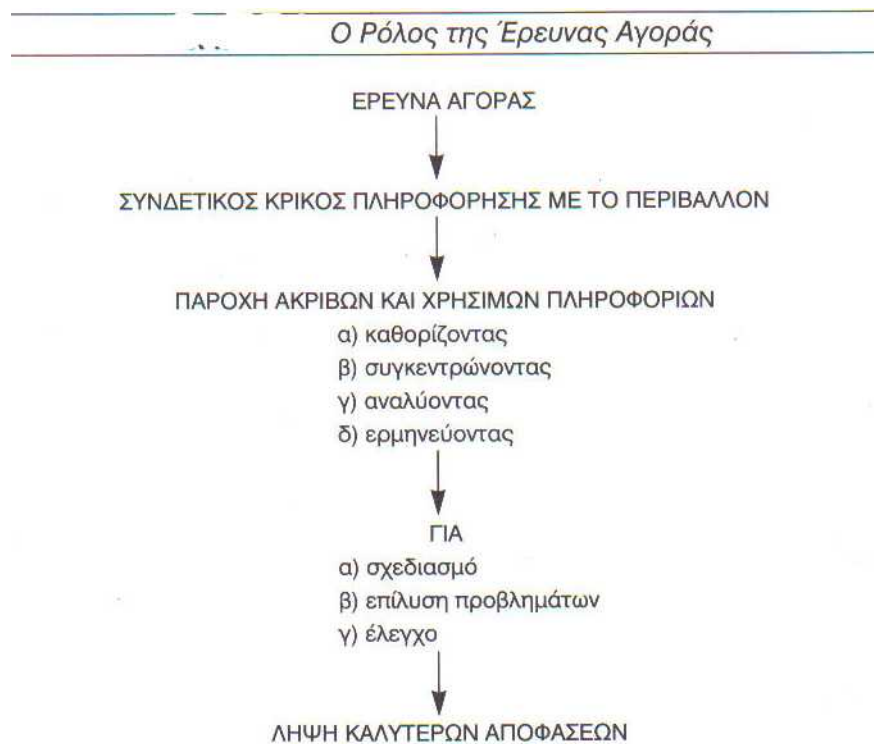 Ο Ρόλος της Έρευνας Αγοράς
ΕΡΕΥΝΑ ΑΓΟΡΑΣ
ΣΥΝΔΕΤΙΚΟΣ ΚΡΙΚΟΣ ΠΛΗΡΟΦΟΡΗΣΗΣ ΜΕ ΤΟ ΠΕΡΙΒΑΛΛΟΝ
ΠΑΡΟΧΗ ΑΚΡΙΒΩΝ ΚΑΙ ΧΡΗΣΙΜΩΝ ΠΛΗΡΟΦΟΡΙΩΝ
α) καθορίζοντας
β) συγκεντρώνοντας
γ) αναλύοντας
δ) ερμηνεύοντας
ΓΙΑ
α) σχεδιασμό
β) επίλυση προβλημάτων
γ) έλεγχο
ΛΗΨΗ ΚΑΛΥΤΕΡΩΝ ΑΠΟΦΑΣΕΩΝ